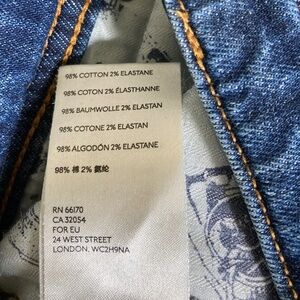 98% COTTON 2% ELASTANE
98% COTON 2% ÉLASTHANNE
98% BAUMWOLLE 2% ELASTAN
98% COTONE 2% ELASTAN
98% ALGODÓN 2% ELASTANE
98% 棉 2% 氨纶
RN 66170
CA 32054
FOR EU
24 WEST STREET
LONDON, WC2H9NA